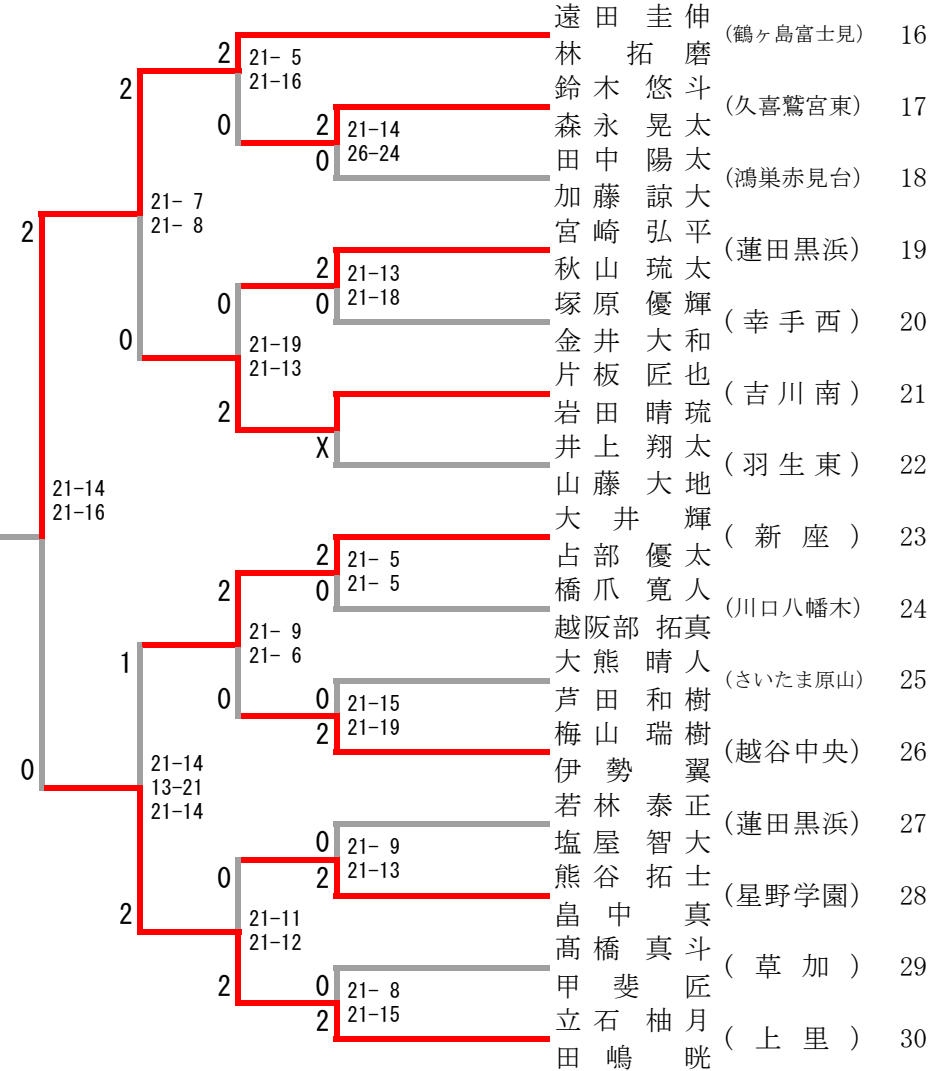 遠田 圭伸
(鶴ヶ島富士見) 16
林 拓磨
2 21- 5
21-16
鈴木 悠斗
2
(久喜鷲宮東) 17
0 2 21-14
森永 晃太
0 26-24
田中 陽太
(鴻巣赤見台) 18
加藤 諒大
21- 7
21- 8
2
宮崎 弘平
(蓮田黒浜) 19
2 21-13
秋山 琉太
0 0 21-18
塚原 優輝
(幸手西) 20
0 21-19
金井 大和
21-13
片板 匠也
(吉川南) 21
2
岩田 晴琉
X
井上 翔太
(羽生東) 22
山藤 大地
21-14
21-16
大井 輝
(新座) 23
2 21- 5
占部 優太
2 0 21- 5
橋爪 寛人
(川口八幡木) 24
21- 9
越阪部 拓真
21- 6
1
大熊 晴人
(さいたま原山) 25
0 0 21-15
芦田 和樹
2 21-19
梅山 瑞樹
(越谷中央) 26
0 21-14
伊勢 翼
13-21
21-14
若林 泰正
(蓮田黒浜) 27
0 21- 9
塩屋 智大
0 2 21-13
熊谷 拓士
(星野学園) 28
2 21-11
畠中 真
21-12
髙橋 真斗
(草加) 29
2 0 21- 8
甲斐 匠
2 21-15
立石 柚月
(上里) 30
田嶋 晄